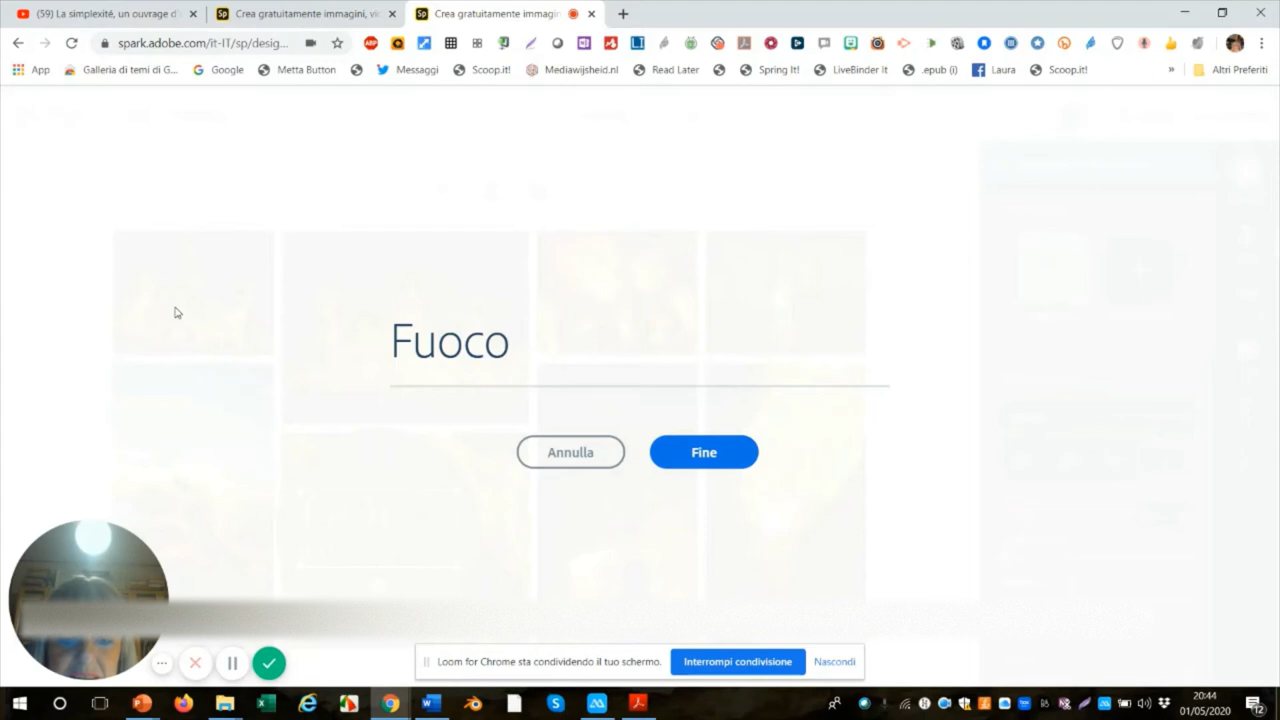 (59) La simplexité, un ouvrage d'
Crea gratuitamente immagini, vic
Crea gratuitamente immagin
spark.adobe.com/it-IT/sp/desig...
App
Galleria di temi di G...
Google
Metta Button
Messaggi
Scoop.it!
Mediawijsheid.nl
Read Later
Spring It!
LiveBinder It
.epub (i)
Laura
Scoop.it!
»
Altri Preferiti
Fuoco
Annulla
Fine
Loom for Chrome sta condividendo il tuo schermo.
Interrompi condivisione
Nascondi
20:44
01/05/2020
12